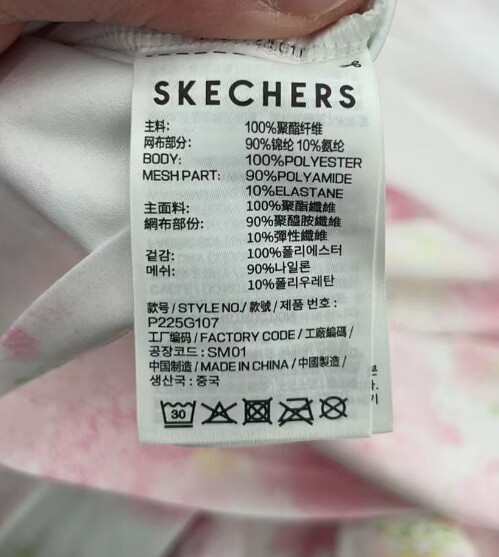 SKECHERS
主料: 100%聚酯纤维
网布部分: 90%锦纶 10%氨纶
BODY: 100%POLYESTER
MESH PART: 90%POLYAMIDE
10%ELASTANE
主面料: 100%聚酯纖維
網布部份: 90%聚醯胺纖維
10%彈性纖維
겉감: 100%폴리에스터
메쉬: 90%나일론
10%폴리우레탄
款号 / STYLE NO./ 款號 / 제품 번호 :
P225G107
工厂编码 / FACTORY CODE / 工廠編碼 /
공장코드 : SM01
中国制造 / MADE IN CHINA / 中國製造 /
생산국 : 중국
30